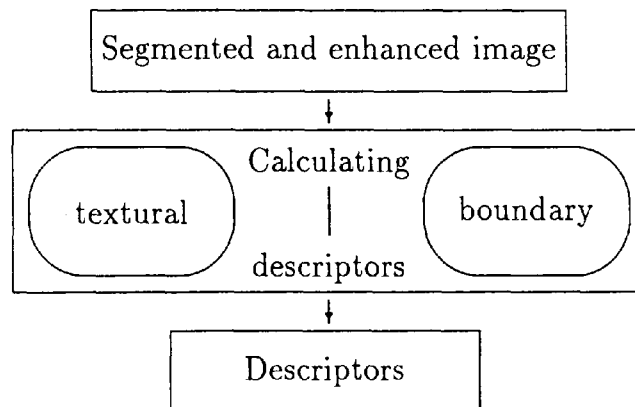 Segmented and enhanced image
Calculating
textural
boundary
descriptors
Descriptors